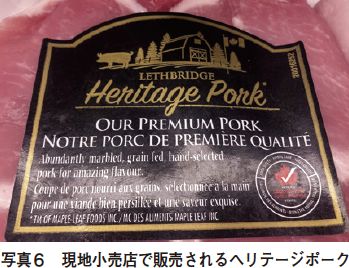 LETHBRIDGE
Heritage Pork*
OUR PREMIUM PORK
NOTRE PORC DE PREMIÈRE QUALITÉ
Abundantly marbled, grain fed, hand-selected
pork for amazing flavour.
Coupe de porc nourri aux grains, sélectionnée à la main
pour une viande bien persillée et une saveur exquise.
*TM OF MAPLE LEAF FOODS INC. / MC DES ALIMENTS MAPLE LEAF INC.
写真6 現地小売店で販売されるヘリテージポーク